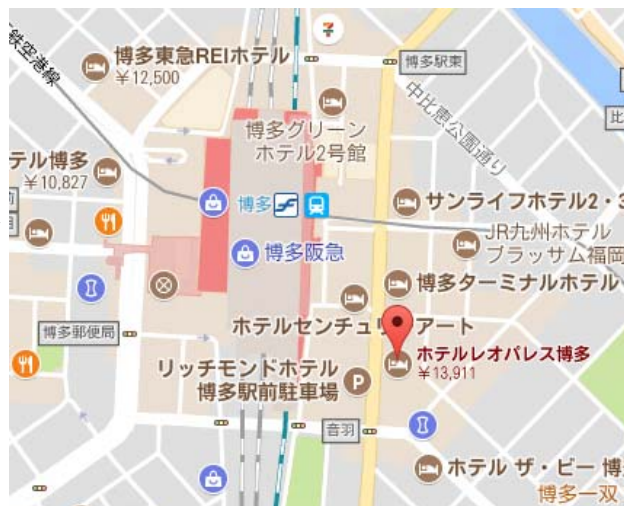 鉄空港線
博多東急REIホテル
￥12,500
7
博多駅東
中比恵公園通り
比
博多グリーン
ホテル2号館
テル博多
￥10,827
博多
サンライフホテル2・3
JR九州ホテル
ブラッサム福岡
博多阪急
博多ターミナルホテル
ホテルセンチュリ
アート
博多郵便局
ホテルレオパレス博多
￥13,911
リッチモンドホテル
博多駅前駐車場
P
音羽
ホテル ザ・ビー 博
博多一双